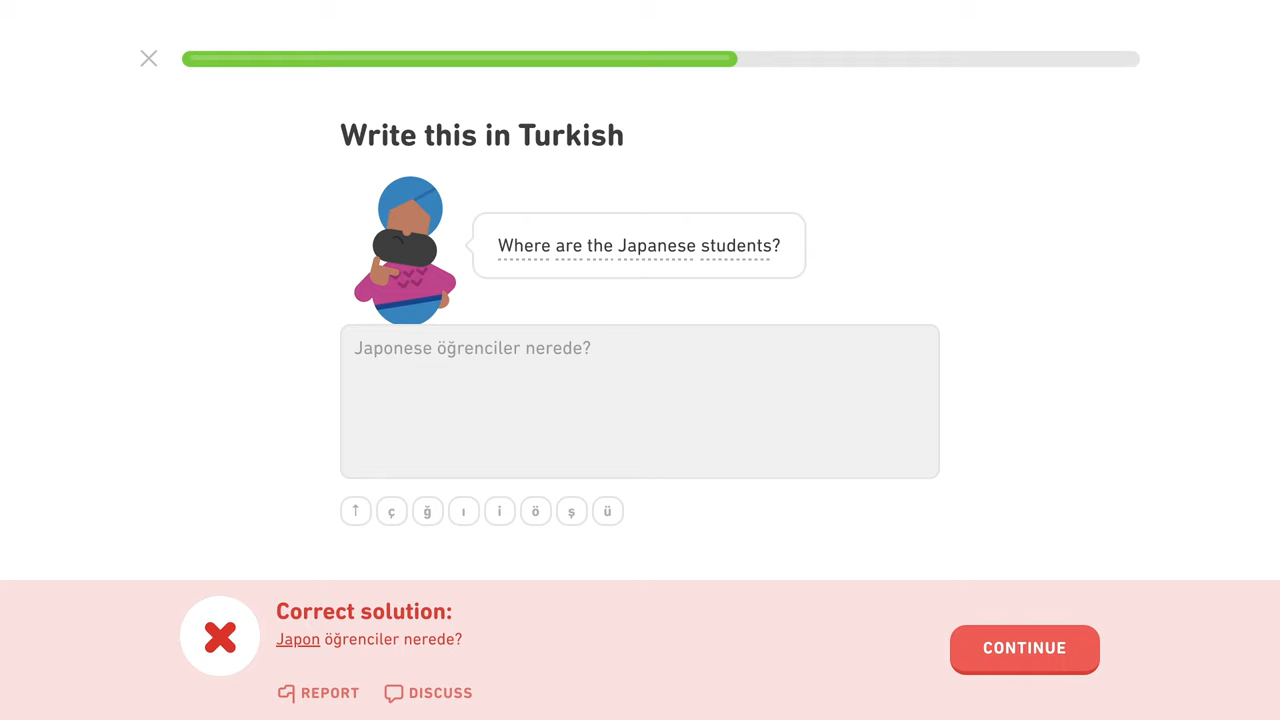 Write this in Turkish
Where are the Japanese students?
Japonese öğrenciler nerede?
↑ ç ğ ı i ö ş ü
Correct solution:
Japon öğrenciler nerede?
CONTINUE
REPORT DISCUSS